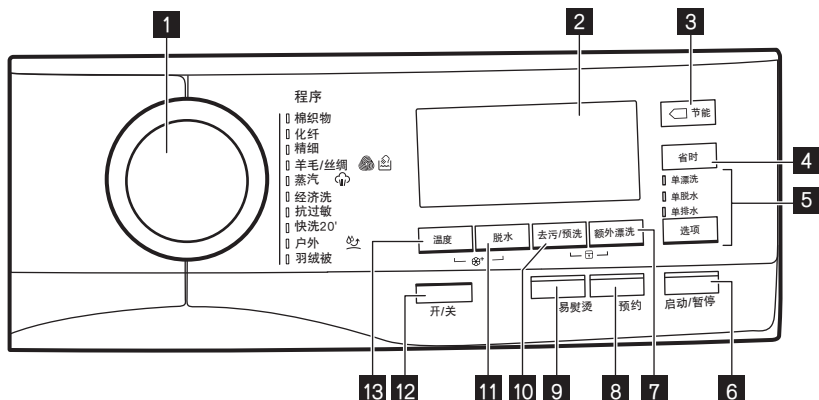 1
2
3
程序
棉织物
化纤
精细
羊毛/丝绸
蒸汽
经济洗
抗过敏
快洗20'
户外
羽绒被
节能
省时
4
单漂洗
单脱水
单排水
5
选项
温度
脱水
去污/预洗
额外漂洗
开/关
易熨烫
预约
启动/暂停
13
12
11
10
9
8
7
6